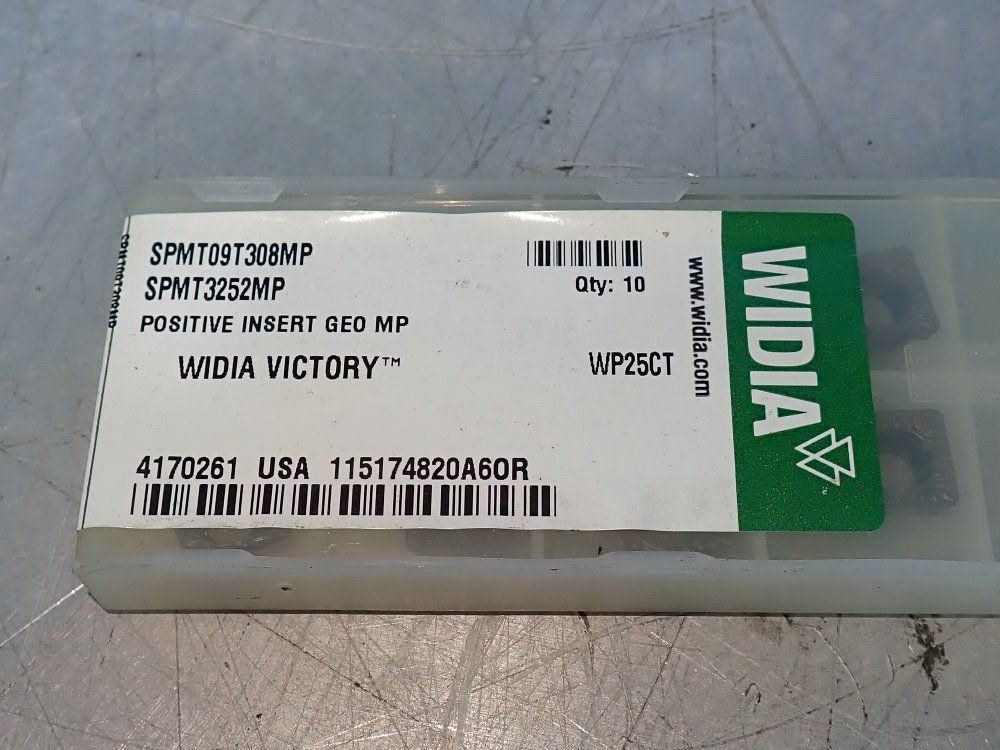 SPMT09T308MP
SPMT3252MP
POSITIVE INSERT GEO MP
Qty: 10
WIDIA VICTORY™
WP25CT
4170261 USA 115174820A60R
www.widia.com
WIDIA